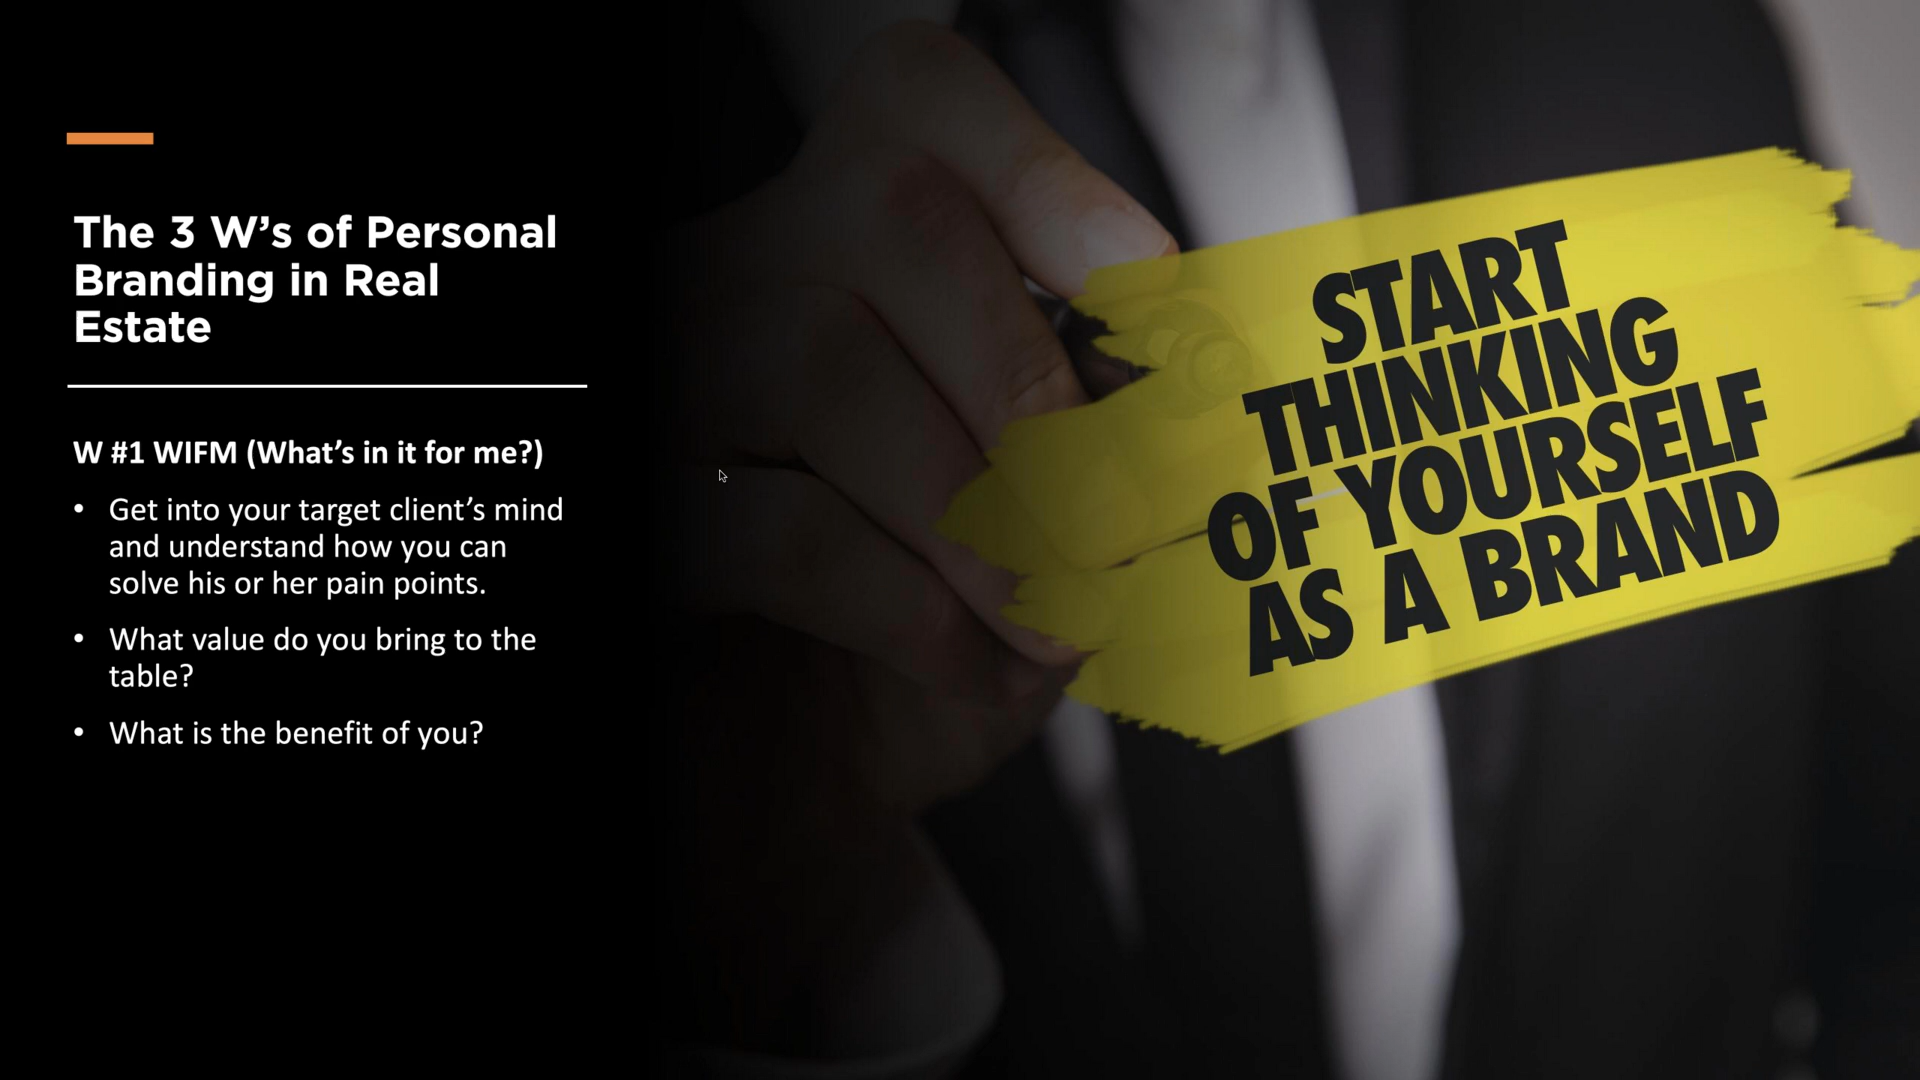 The 3 W’s of Personal
Branding in Real
Estate
W #1 WIFM (What’s in it for me?)
• Get into your target client’s mind
and understand how you can
solve his or her pain points.
• What value do you bring to the
table?
• What is the benefit of you?
START
THINKING
OF YOURSELF
AS A BRAND